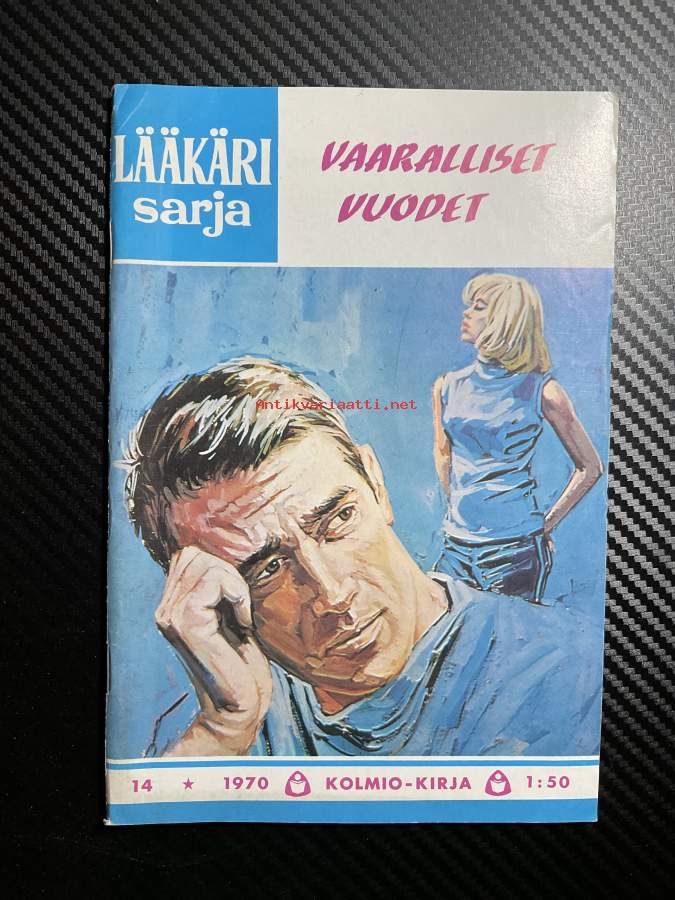 LÄÄKÄRI
sarja
VAARALLISET
VUODET
Antikvariaatti.net
14 ★ 1970 KOLMIO-KIRJA 1:50